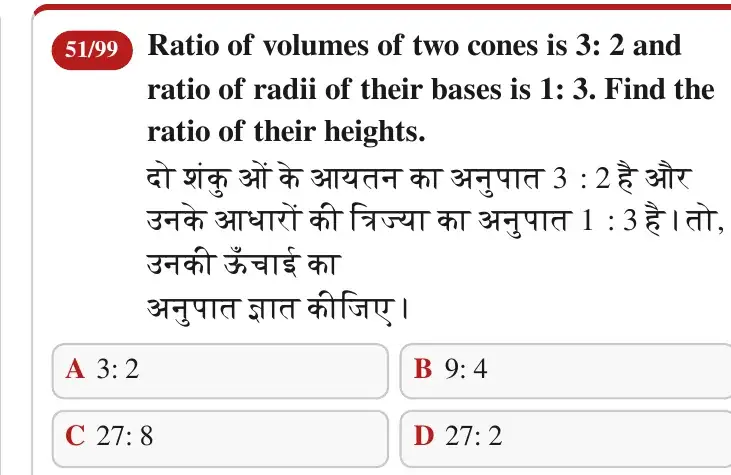 51/99 Ratio of volumes of two cones is 3: 2 and
ratio of radii of their bases is 1: 3. Find the
ratio of their heights.
दो शंकु ओं के आयतन का अनुपात 3 : 2 है और
उनके आधारों की त्रिज्या का अनुपात 1 : 3 है। तो,
उनकी ऊँचाई का
अनुपात ज्ञात कीजिए।
A 3: 2
B 9: 4
C 27: 8
D 27: 2